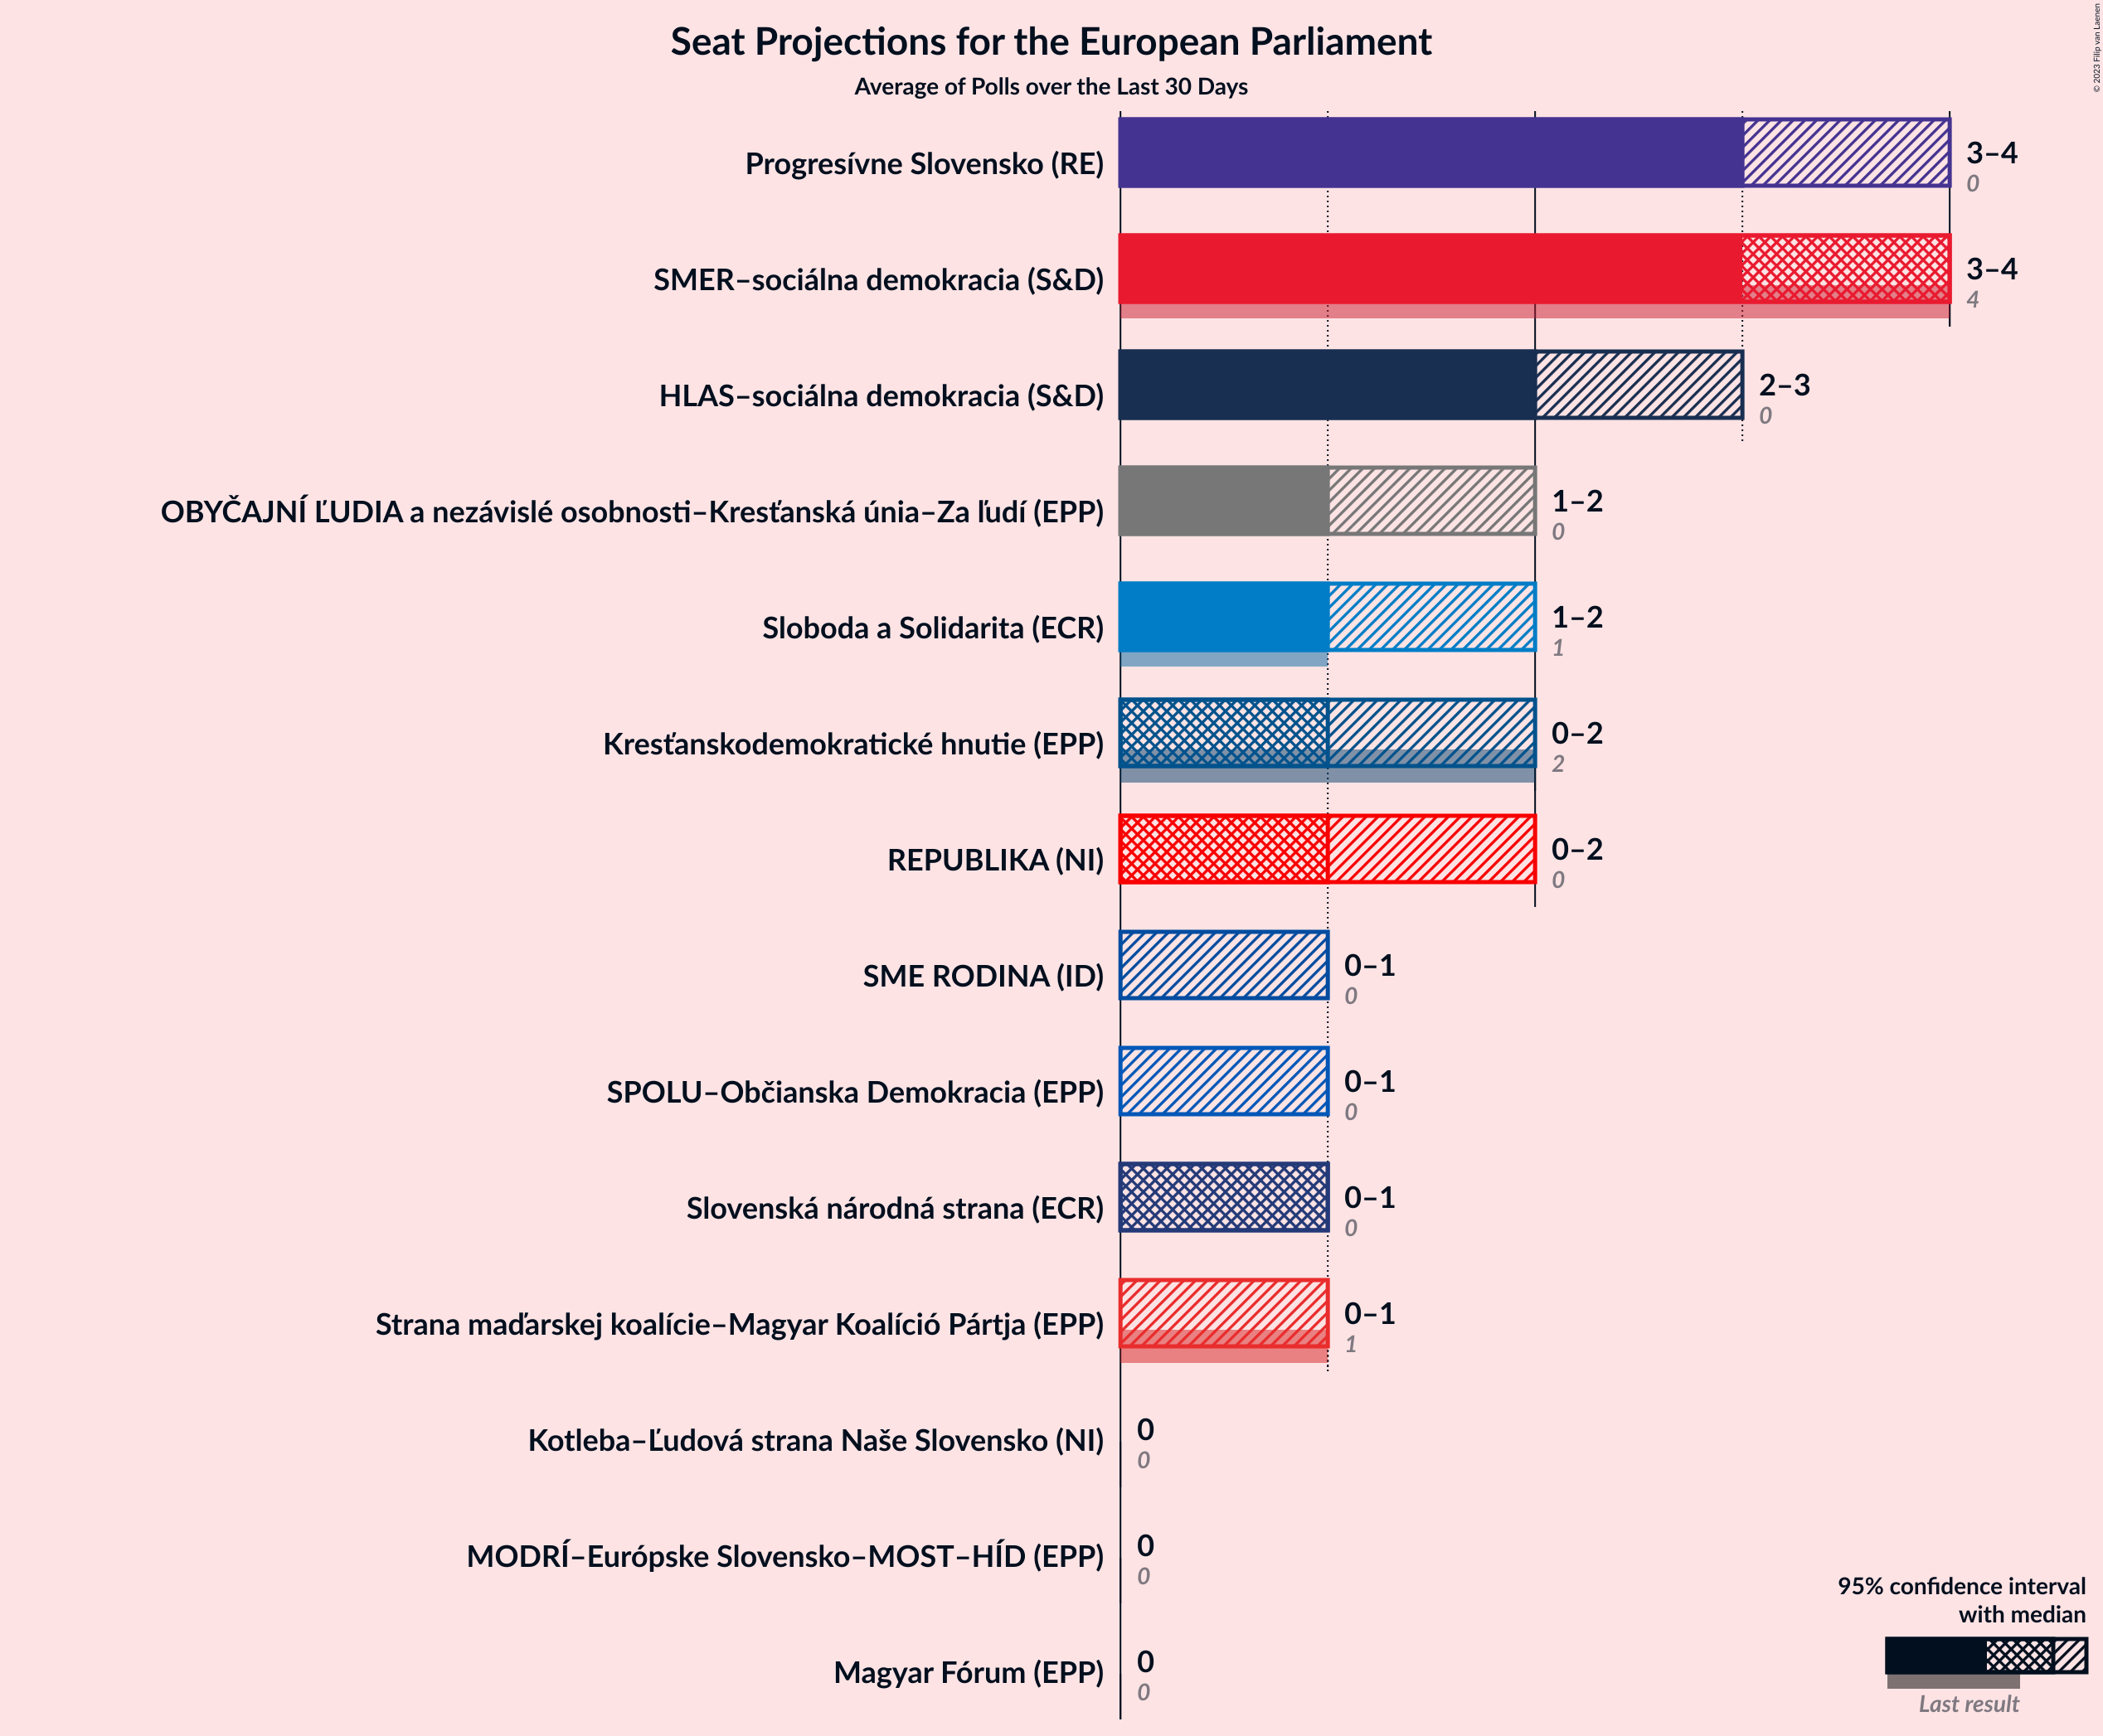 Seat Projections for the European Parliament
Average of Polls over the Last 30 Days
© 2023 Filip van Laenen
Progresívne Slovensko (RE)
3–4
0
SMER–sociálna demokracia (S&D)
3–4
4
HLAS–sociálna demokracia (S&D)
2–3
0
OBYČAJNÍ ĽUDIA a nezávislé osobnosti–Kresťanská únia–Za ľudí (EPP)
1–2
0
Sloboda a Solidarita (ECR)
1–2
1
Kresťanskodemokratické hnutie (EPP)
0–2
2
REPUBLIKA (NI)
0–2
0
SME RODINA (ID)
0–1
0
SPOLU–Občianska Demokracia (EPP)
0–1
0
Slovenská národná strana (ECR)
0–1
0
Strana maďarskej koalície–Magyar Koalíció Pártja (EPP)
0–1
1
Kotleba–Ľudová strana Naše Slovensko (NI)
0
0
MODRÍ–Európske Slovensko–MOST–HÍD (EPP)
0
0
Magyar Fórum (EPP)
0
0
95% confidence interval
with median
Last result